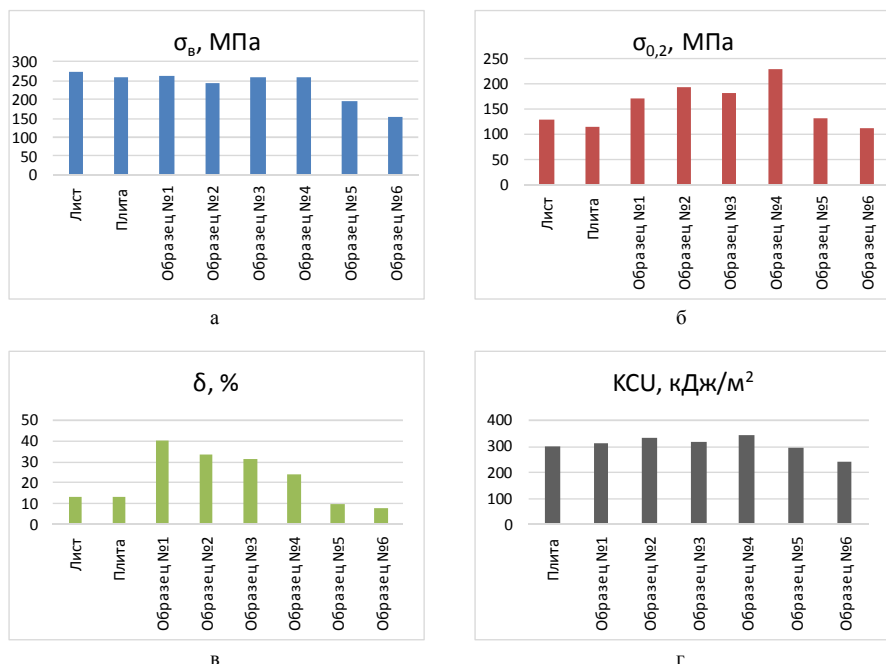 σв, МПа
300
250
200
150
100
50
0
Лист
Плита
Образец №1
Образец №2
Образец №3
Образец №4
Образец №5
Образец №6
а
σ0,2, МПа
250
200
150
100
50
0
Лист
Плита
Образец №1
Образец №2
Образец №3
Образец №4
Образец №5
Образец №6
б
δ, %
50
40
30
20
10
0
Лист
Плита
Образец №1
Образец №2
Образец №3
Образец №4
Образец №5
Образец №6
в
KCU, кДж/м²
400
300
200
100
0
Плита
Образец №1
Образец №2
Образец №3
Образец №4
Образец №5
Образец №6
г